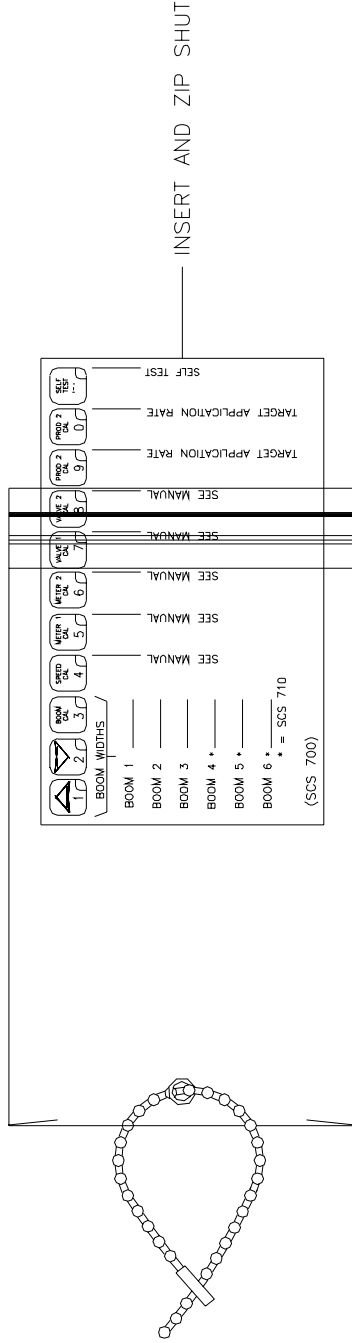 INSERT AND ZIP SHUT
1
2
BOOM CAL 3
SPEED CAL 4
METER 1 CAL 5
METER 2 CAL 6
VALVE 1 CAL 7
VALVE 2 CAL 8
PROD 2 CAL 9
PROD 2 CAL 0
SELF TEST
BOOM WIDTHS
BOOM 1
BOOM 2
BOOM 3
BOOM 4 *
BOOM 5 *
BOOM 6 *
* = SCS 710
(SCS 700)
SEE MANUAL
SEE MANUAL
SEE MANUAL
SEE MANUAL
SEE MANUAL
TARGET APPLICATION RATE
TARGET APPLICATION RATE
SELF TEST